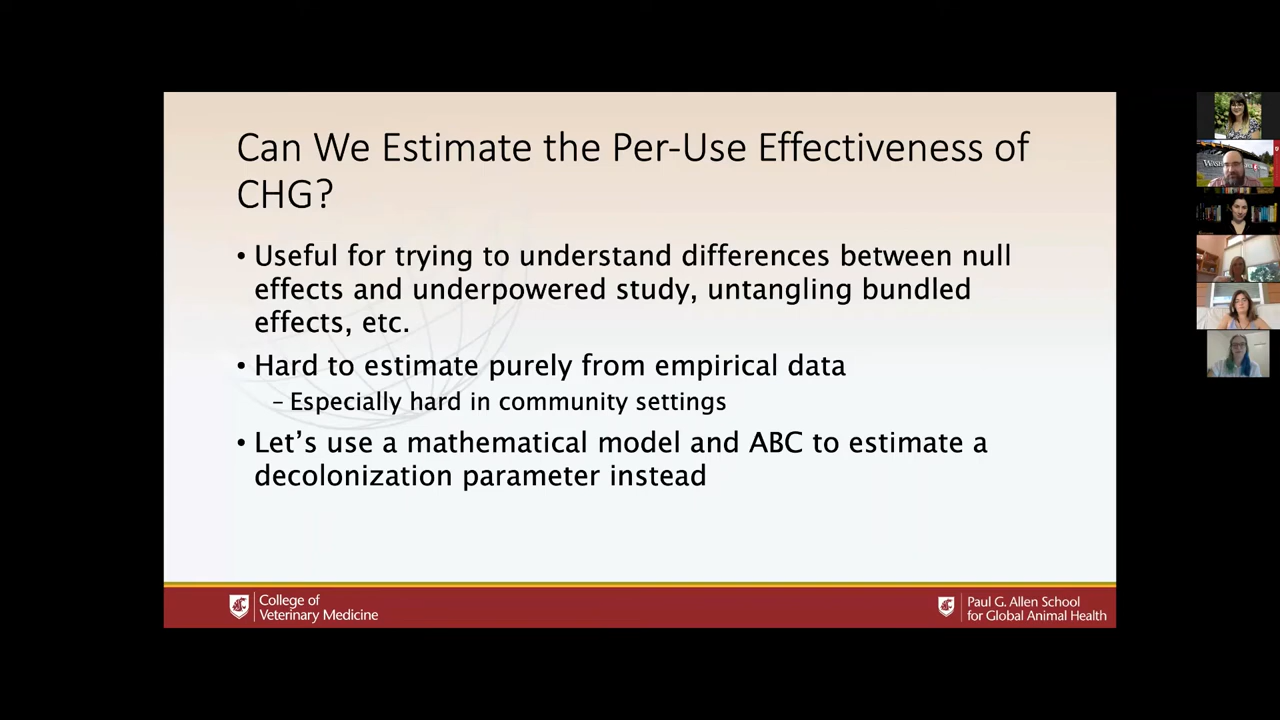 Can We Estimate the Per-Use Effectiveness of
CHG?
• Useful for trying to understand differences between null
effects and underpowered study, untangling bundled
effects, etc.
• Hard to estimate purely from empirical data
– Especially hard in community settings
• Let’s use a mathematical model and ABC to estimate a
decolonization parameter instead
College of
Veterinary Medicine
Paul G. Allen School
for Global Animal Health